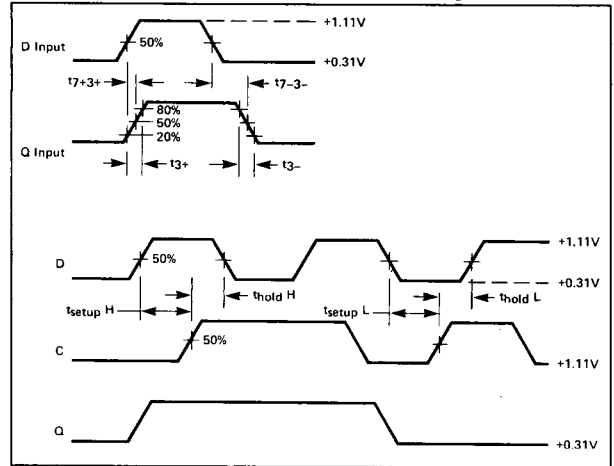 +1.11V
D Input
50%
+0.31V
t7+3+
t7–3–
80%
50%
20%
Q Input
t3+
t3–
D
50%
+1.11V
+0.31V
thold H
thold L
tsetup H
tsetup L
C
50%
+1.11V
Q
+0.31V